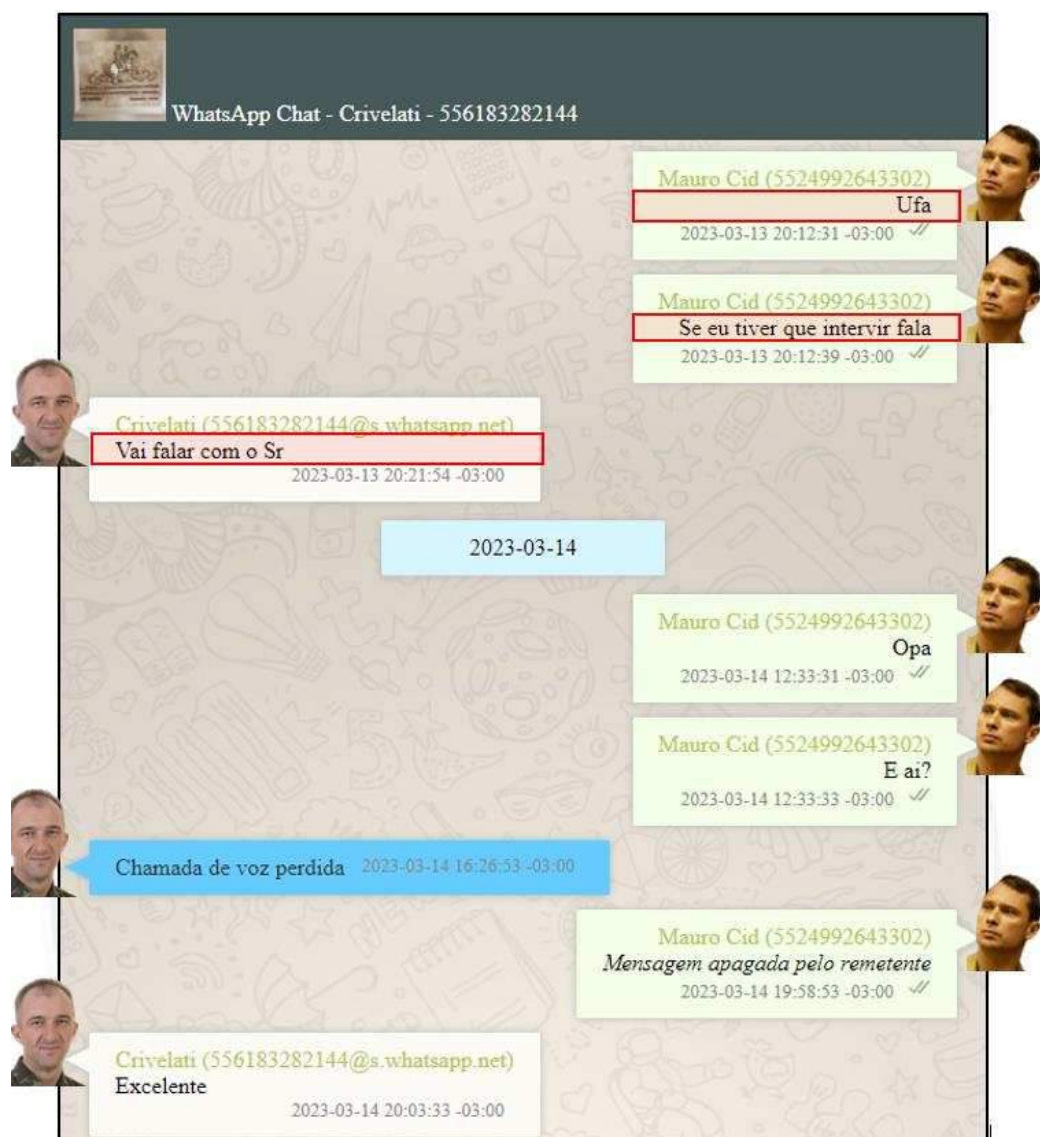 WhatsApp Chat - Crivelati - 556183282144
Mauro Cid (5524992643302)
Ufa
2023-03-13 20:12:31 -03:00
Mauro Cid (5524992643302)
Se eu tiver que intervir fala
2023-03-13 20:12:39 -03:00
Crivelati (556183282144@s.whatsapp.net)
Vai falar com o Sr
2023-03-13 20:21:54 -03:00
2023-03-14
Mauro Cid (5524992643302)
Opa
2023-03-14 12:33:31 -03:00
Mauro Cid (5524992643302)
E ai?
2023-03-14 12:33:33 -03:00
Chamada de voz perdida 2023-03-14 16:26:53 -03:00
Mauro Cid (5524992643302)
Mensagem apagada pelo remetente
2023-03-14 19:58:53 -03:00
Crivelati (556183282144@s.whatsapp.net)
Excelente
2023-03-14 20:03:33 -03:00